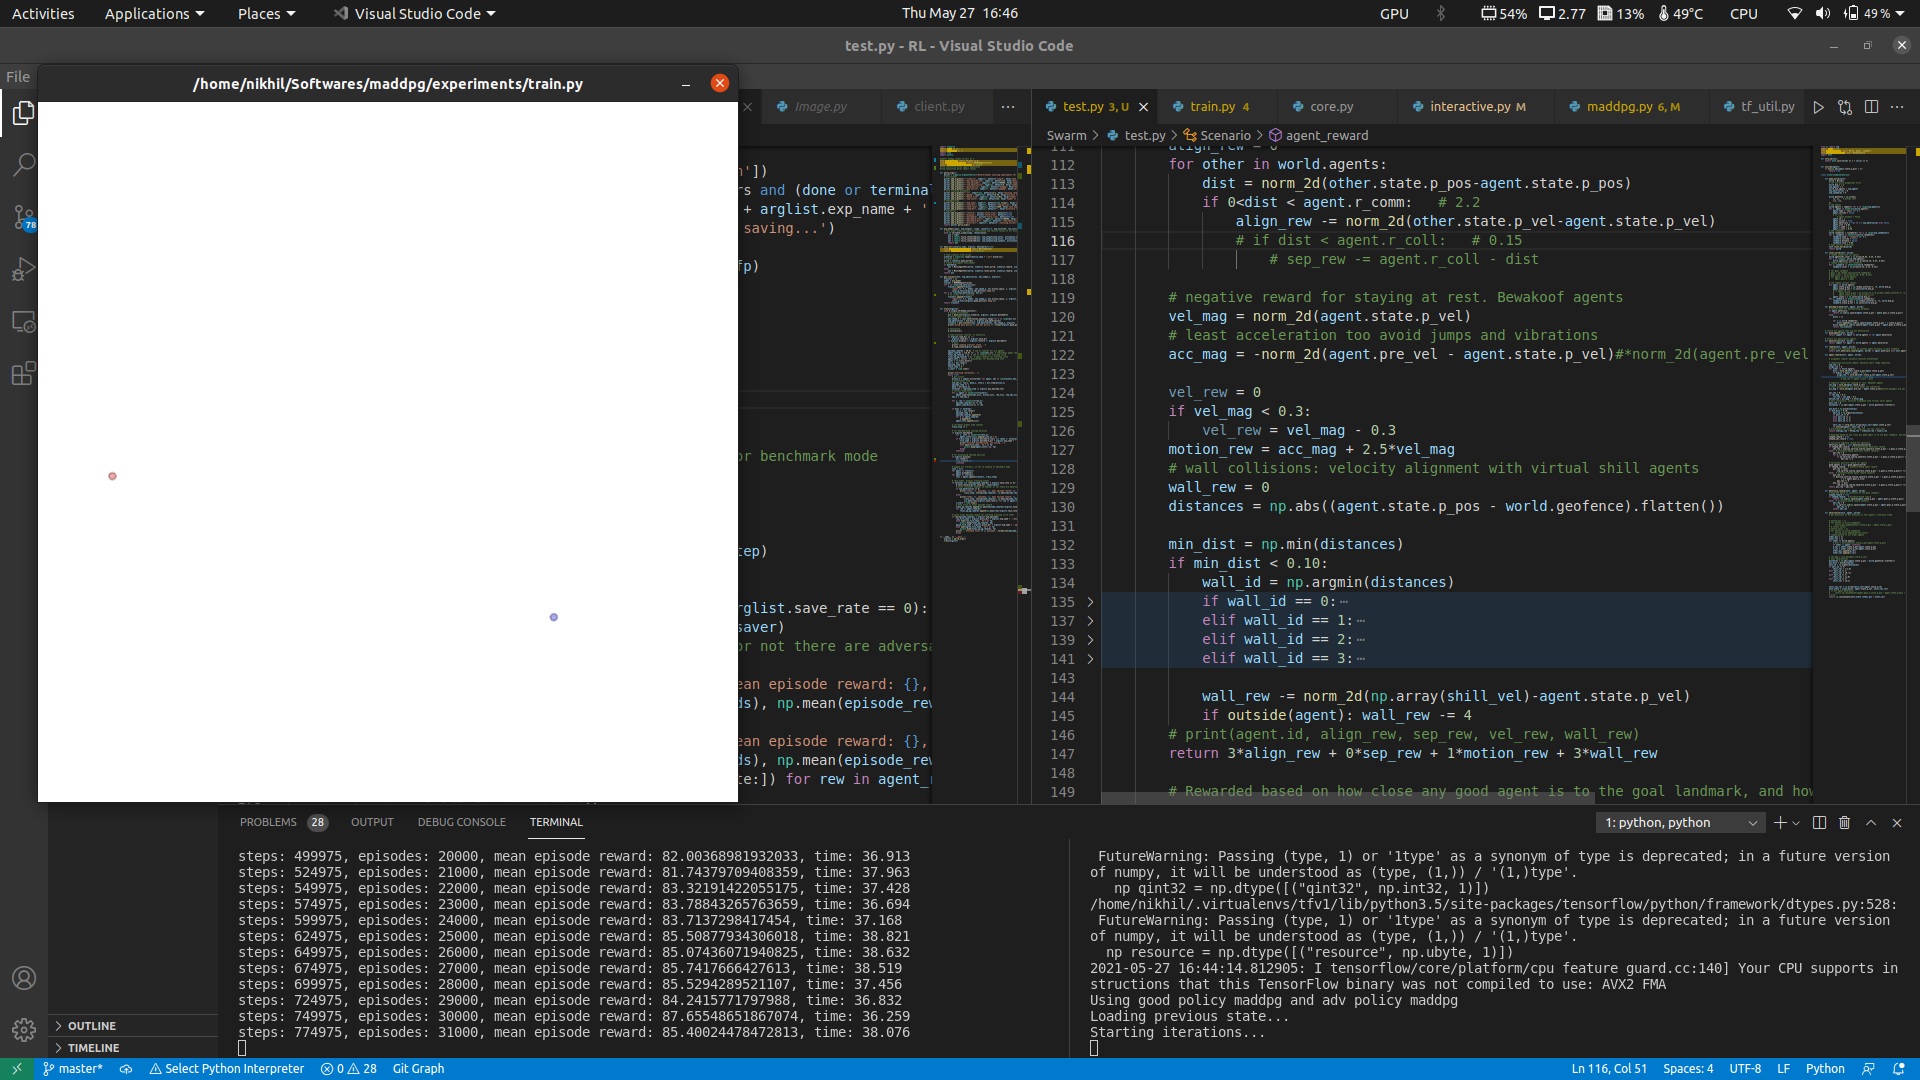 Activities Applications Places Visual Studio Code Thu May 27 16:46 GPU 54% 2.77 13% 49°C CPU 49 %
test.py - RL - Visual Studio Code
File
/home/nikhil/Softwares/maddpg/experiments/train.py
Image.py client.py ···
test.py 3, U train.py 4 core.py interactive.py M maddpg.py 6, M tf_util.py ···
Swarm > test.py > Scenario > agent_reward
'])
rs and (done or terminal
+ arglist.exp_name + '
saving...')
fp)
or benchmark mode
tep)
rglist.save_rate == 0):
saver)
or not there are adversa
ean episode reward: {},
ds), np.mean(episode_rew
ean episode reward: {},
ds), np.mean(episode_rew
te:]) for rew in agent_
111 align_rew = 0
112 for other in world.agents:
113 dist = norm_2d(other.state.p_pos-agent.state.p_pos)
114 if 0<dist < agent.r_comm: # 2.2
115 align_rew -= norm_2d(other.state.p_vel-agent.state.p_vel)
116 # if dist < agent.r_coll: # 0.15
117 # sep_rew -= agent.r_coll - dist
118
119 # negative reward for staying at rest. Bewakoof agents
120 vel_mag = norm_2d(agent.state.p_vel)
121 # least acceleration too avoid jumps and vibrations
122 acc_mag = -norm_2d(agent.pre_vel - agent.state.p_vel)#*norm_2d(agent.pre_vel
123
124 vel_rew = 0
125 if vel_mag < 0.3:
126 vel_rew = vel_mag - 0.3
127 motion_rew = acc_mag + 2.5*vel_mag
128 # wall collisions: velocity alignment with virtual shill agents
129 wall_rew = 0
130 distances = np.abs((agent.state.p_pos - world.geofence).flatten())
131
132 min_dist = np.min(distances)
133 if min_dist < 0.10:
134 wall_id = np.argmin(distances)
135 if wall_id == 0:···
137 elif wall_id == 1:···
139 elif wall_id == 2:···
141 elif wall_id == 3:···
143
144 wall_rew -= norm_2d(np.array(shill_vel)-agent.state.p_vel)
145 if outside(agent): wall_rew -= 4
146 # print(agent.id, align_rew, sep_rew, vel_rew, wall_rew)
147 return 3*align_rew + 0*sep_rew + 1*motion_rew + 3*wall_rew
148
149 # Rewarded based on how close any good agent is to the goal landmark, and how
78
PROBLEMS 28 OUTPUT DEBUG CONSOLE TERMINAL 1: python, python
steps: 499975, episodes: 20000, mean episode reward: 82.00368981932033, time: 36.913
steps: 524975, episodes: 21000, mean episode reward: 81.74379709408359, time: 37.963
steps: 549975, episodes: 22000, mean episode reward: 83.32191422055175, time: 37.428
steps: 574975, episodes: 23000, mean episode reward: 83.78843265763659, time: 36.694
steps: 599975, episodes: 24000, mean episode reward: 83.7137298417454, time: 37.168
steps: 624975, episodes: 25000, mean episode reward: 85.50877934306018, time: 38.821
steps: 649975, episodes: 26000, mean episode reward: 85.07436071940825, time: 38.632
steps: 674975, episodes: 27000, mean episode reward: 85.7417666427613, time: 38.519
steps: 699975, episodes: 28000, mean episode reward: 85.5294289521107, time: 37.456
steps: 724975, episodes: 29000, mean episode reward: 84.2415771797988, time: 36.832
steps: 749975, episodes: 30000, mean episode reward: 87.65548651867074, time: 36.259
steps: 774975, episodes: 31000, mean episode reward: 85.40024478472813, time: 38.076
FutureWarning: Passing (type, 1) or '1type' as a synonym of type is deprecated; in a future version
of numpy, it will be understood as (type, (1,)) / '(1,)type'.
np_qint32 = np.dtype([("qint32", np.int32, 1)])
/home/nikhil/.virtualenvs/tfv1/lib/python3.5/site-packages/tensorflow/python/framework/dtypes.py:528:
FutureWarning: Passing (type, 1) or '1type' as a synonym of type is deprecated; in a future version
of numpy, it will be understood as (type, (1,)) / '(1,)type'.
np_resource = np.dtype([("resource", np.ubyte, 1)])
2021-05-27 16:44:14.812905: I tensorflow/core/platform/cpu_feature_guard.cc:140] Your CPU supports in
structions that this TensorFlow binary was not compiled to use: AVX2 FMA
Using good policy maddpg and adv policy maddpg
Loading previous state...
Starting iterations...
OUTLINE
TIMELINE
master* Select Python Interpreter 0 28 Git Graph Ln 116, Col 51 Spaces: 4 UTF-8 LF Python